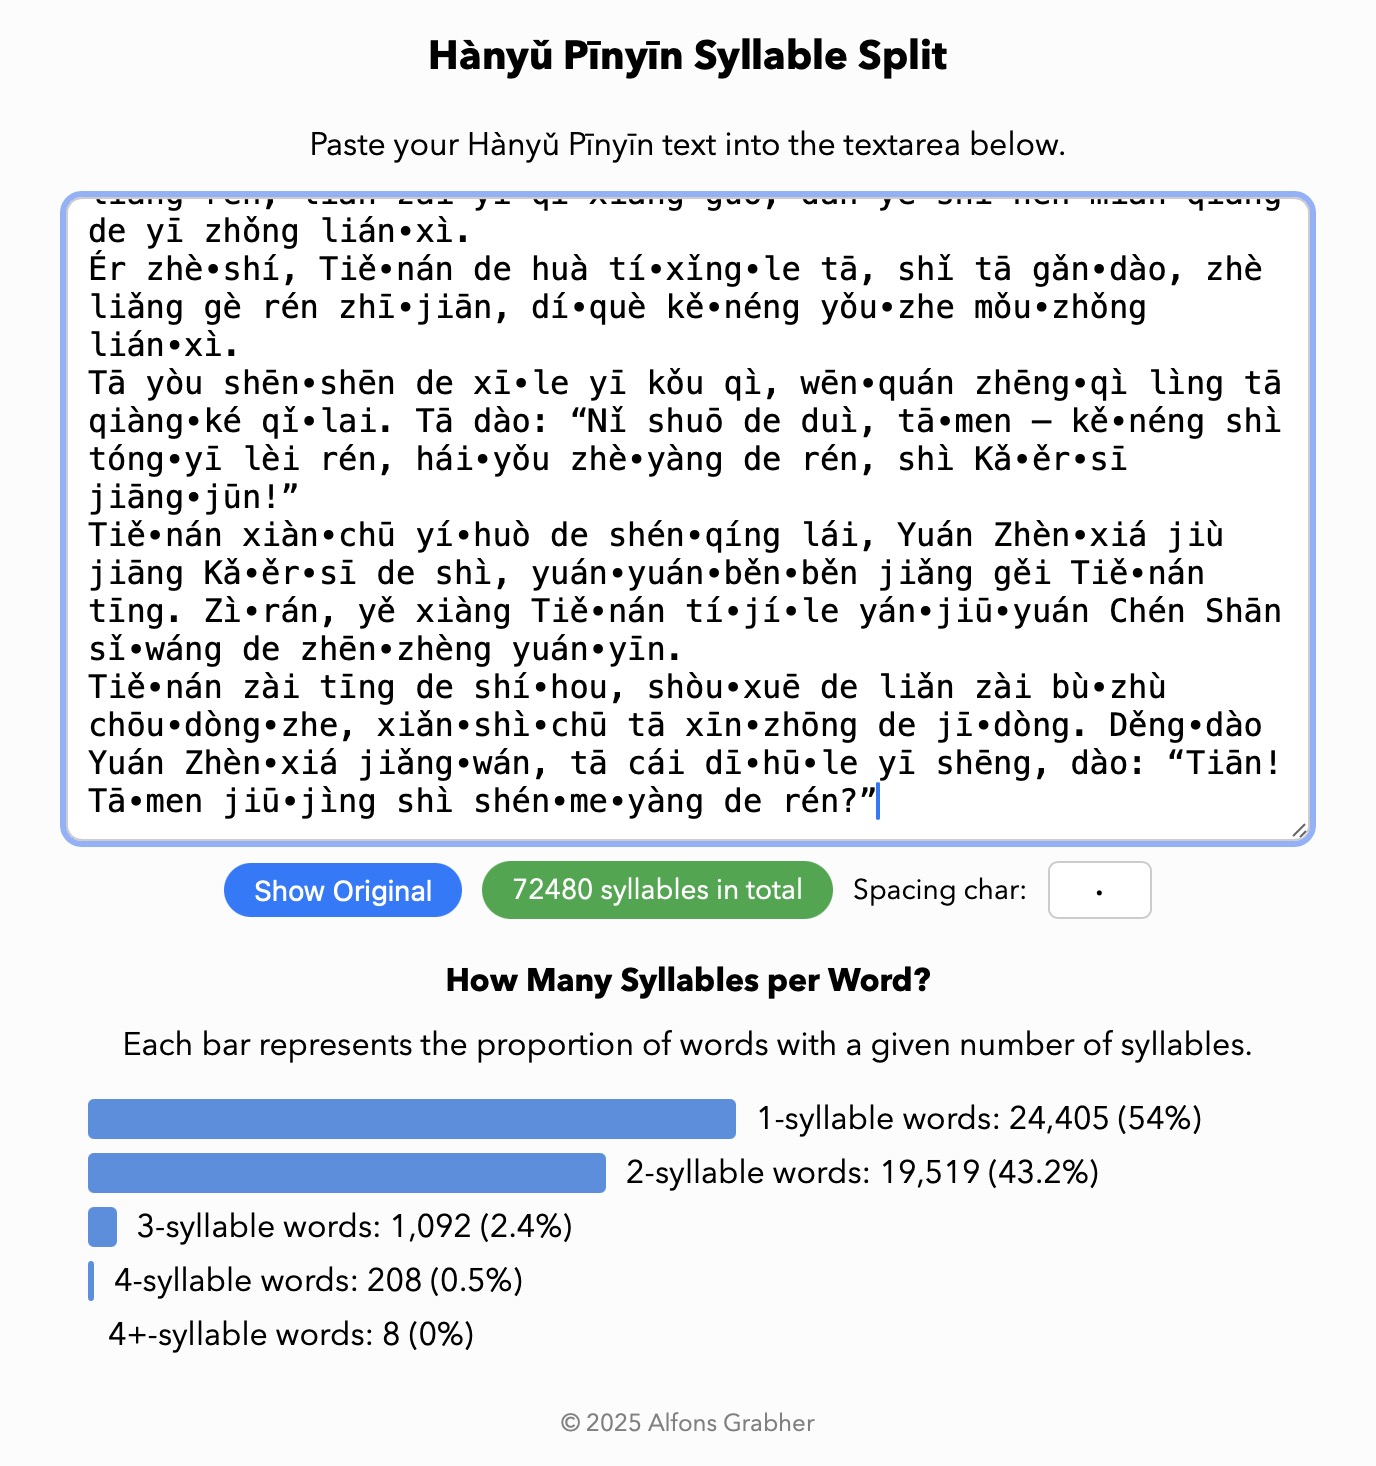 Hànyǔ Pīnyīn Syllable Split
Paste your Hànyǔ Pīnyīn text into the textarea below.
de yī zhǒng lián•xì.
Ér zhè•shí, Tiě•nán de huà tí•xǐng•le tā, shǐ tā gǎn•dào, zhè
liǎng gè rén zhī•jiān, dí•què kě•néng yǒu•zhe mǒu•zhǒng
lián•xì.
Tā yòu shēn•shēn de xī•le yī kǒu qì, wēn•quán zhēng•qì lìng tā
qiàng•ké qǐ•lai. Tā dào: “Nǐ shuō de duì, tā•men — kě•néng shì
tóng•yī lèi rén, hái•yǒu zhè•yàng de rén, shì Kǎ•ěr•sī
jiāng•jūn!”
Tiě•nán xiàn•chū yí•huò de shén•qíng lái, Yuán Zhèn•xiá jiù
jiāng Kǎ•ěr•sī de shì, yuán•yuán•běn•běn jiǎng gěi Tiě•nán
tīng. Zì•rán, yě xiàng Tiě•nán tí•jí•le yán•jiū•yuán Chén Shān
sǐ•wáng de zhēn•zhèng yuán•yīn.
Tiě•nán zài tīng de shí•hou, shòu•xuē de liǎn zài bù•zhù
chōu•dòng•zhe, xiǎn•shì•chū tā xīn•zhōng de jī•dòng. Děng•dào
Yuán Zhèn•xiá jiǎng•wán, tā cái dī•hū•le yī shēng, dào: “Tiān!
Tā•men jiū•jìng shì shén•me•yàng de rén?”
Show Original 72480 syllables in total Spacing char: •
How Many Syllables per Word?
Each bar represents the proportion of words with a given number of syllables.
1-syllable words: 24,405 (54%)
2-syllable words: 19,519 (43.2%)
3-syllable words: 1,092 (2.4%)
4-syllable words: 208 (0.5%)
4+-syllable words: 8 (0%)
© 2025 Alfons Grabher